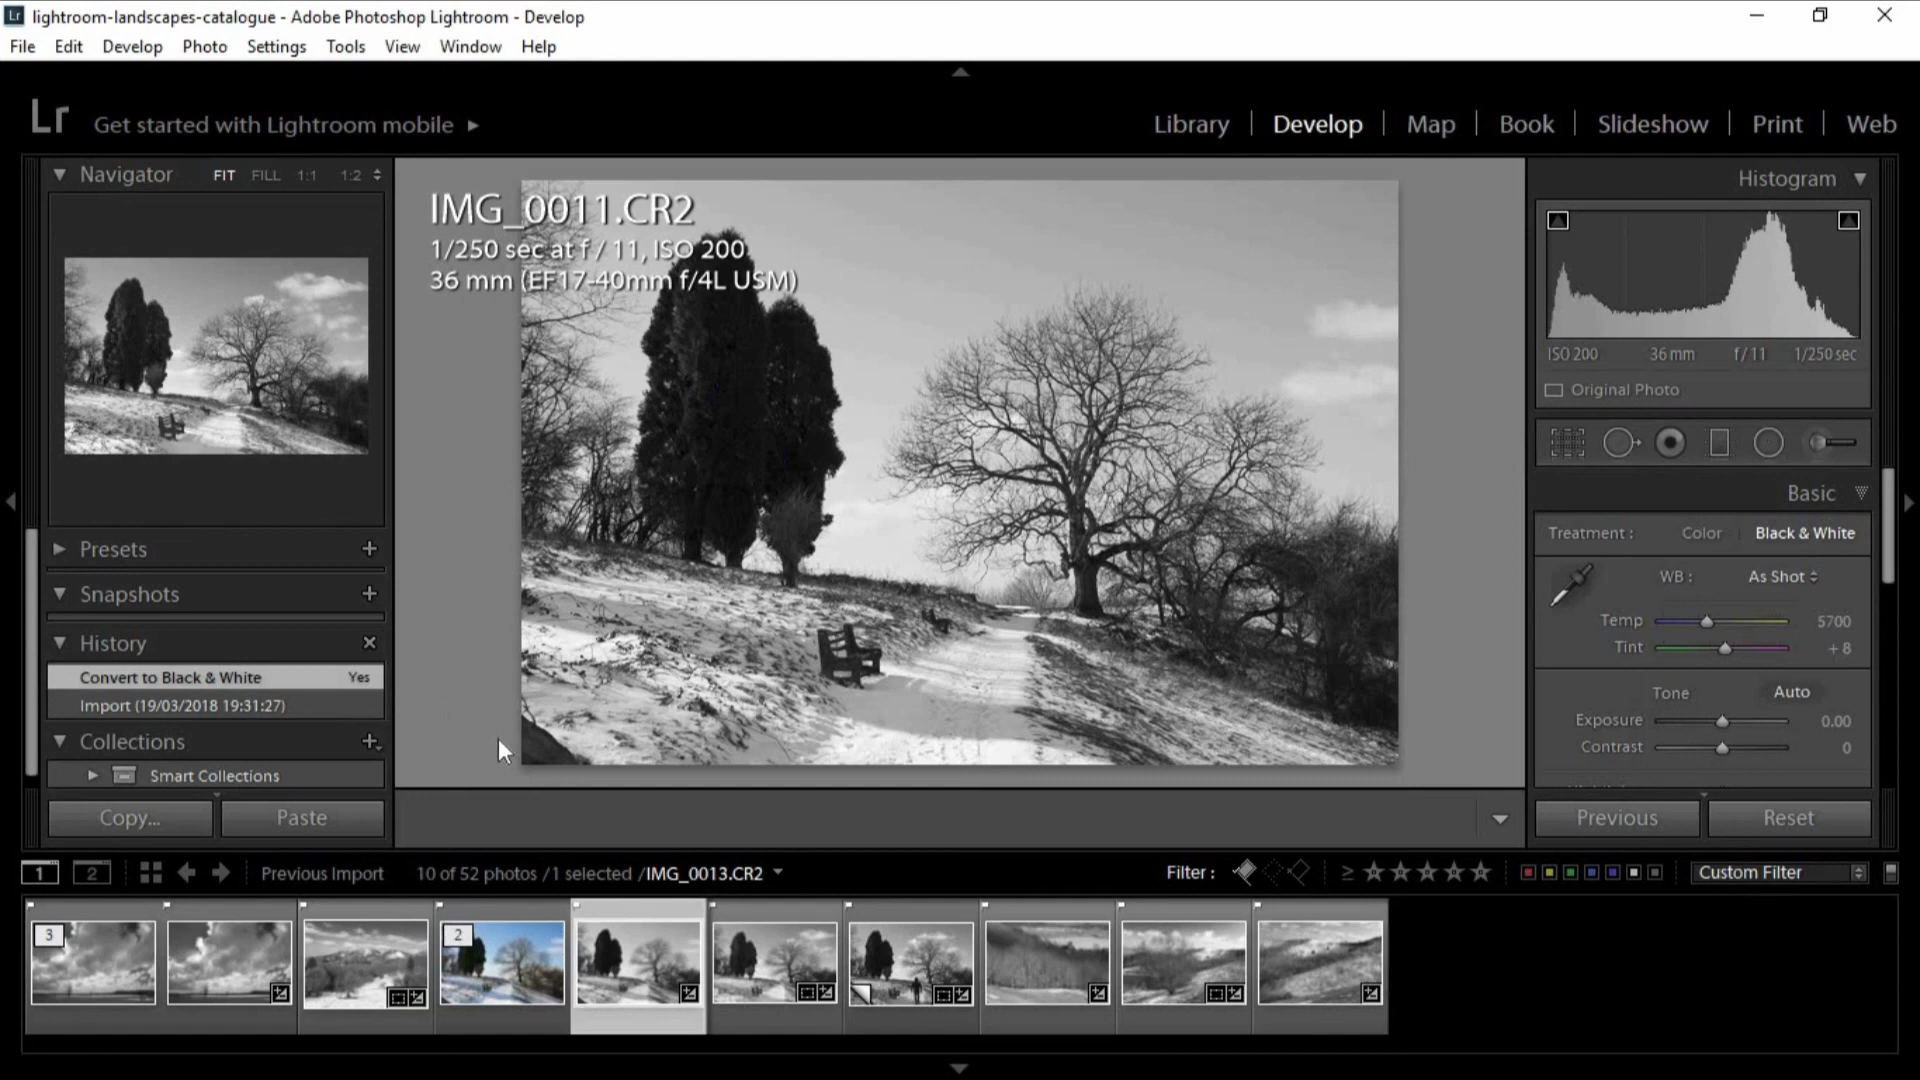 Lr lightroom-landscapes-catalogue - Adobe Photoshop Lightroom - Develop
File Edit Develop Photo Settings Tools View Window Help
Lr Get started with Lightroom mobile
Library Develop Map Book Slideshow Print Web
Navigator FIT FILL 1:1 1:2
IMG_0011.CR2
1/250 sec at f / 11, ISO 200
36 mm (EF17-40mm f/4L USM)
Presets
Snapshots
History
Convert to Black & White Yes
Import (19/03/2018 19:31:27)
Collections
Smart Collections
Copy... Paste
Histogram
ISO 200 36 mm f / 11 1/250 sec
Original Photo
Basic
Treatment : Color Black & White
WB : As Shot
Temp 5700
Tint + 8
Tone Auto
Exposure 0.00
Contrast 0
Previous Reset
1 2 Previous Import 10 of 52 photos / 1 selected / IMG_0013.CR2 Filter : Custom Filter
3 2